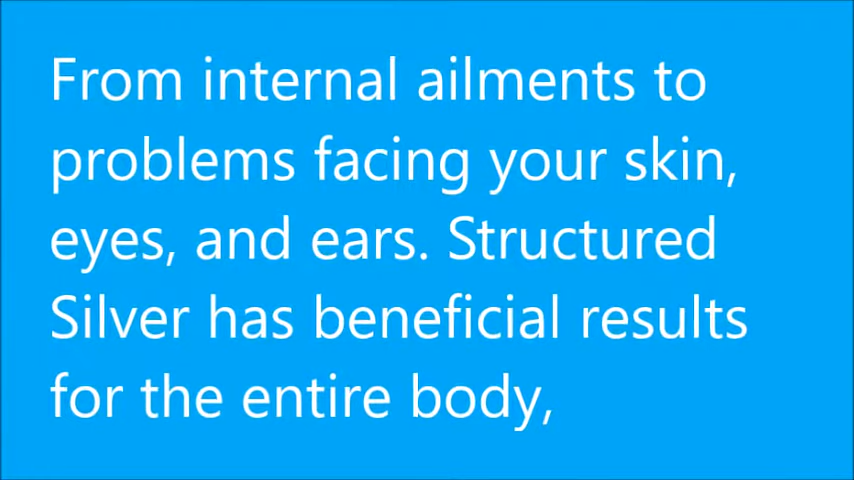 From internal ailments to
problems facing your skin,
eyes, and ears. Structured
Silver has beneficial results
for the entire body,